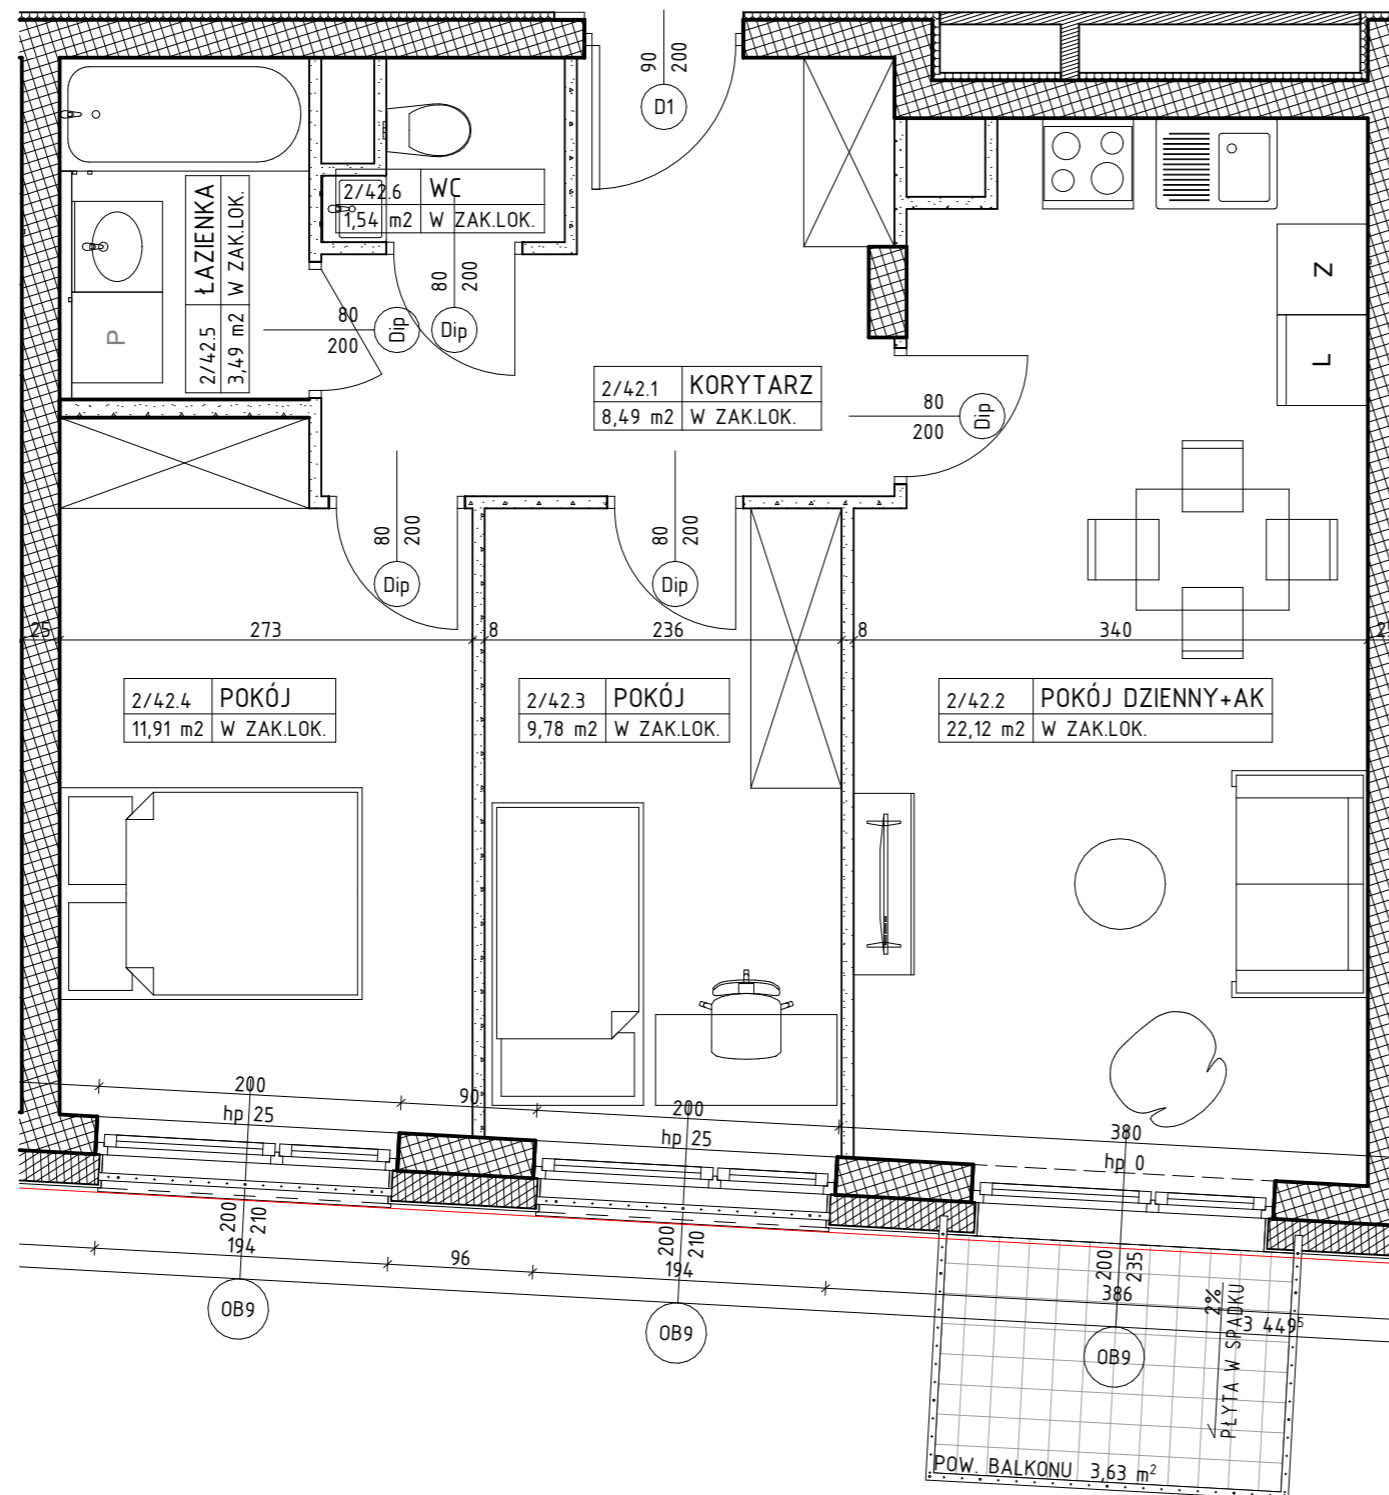 90
200
D1
2/42.6 WC
1,54 m2 W ZAK.LOK.
2/42.5 ŁAZIENKA
3,49 m2 W ZAK.LOK.
P
80
200
Dip
80
200
Dip
Z
L
2/42.1 KORYTARZ
8,49 m2 W ZAK.LOK.
80
200
Dip
80
200
Dip
80
200
Dip
25
273
8
236
8
340
2/42.4 POKÓJ
11,91 m2 W ZAK.LOK.
2/42.3 POKÓJ
9,78 m2 W ZAK.LOK.
2/42.2 POKÓJ DZIENNY+AK
22,12 m2 W ZAK.LOK.
200
hp 25
90
200
hp 25
380
hp 0
200
210
194
96
200
210
194
200
235
386
3 449⁵
OB9
OB9
OB9
2%
PŁYTA W SPADKU
POW. BALKONU 3,63 m²